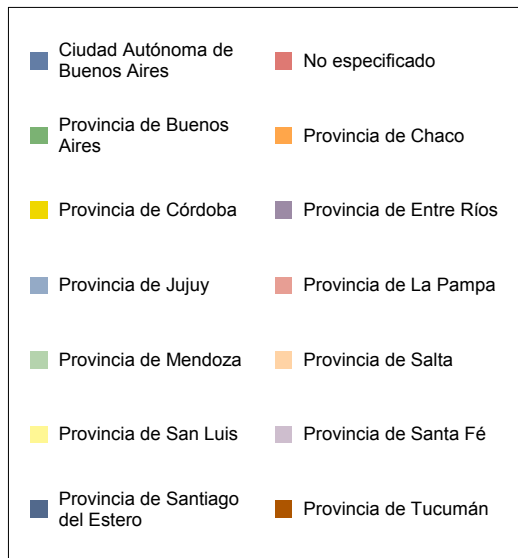 Ciudad Autónoma de
Buenos Aires
No especificado
Provincia de Buenos
Aires
Provincia de Chaco
Provincia de Córdoba
Provincia de Entre Ríos
Provincia de Jujuy
Provincia de La Pampa
Provincia de Mendoza
Provincia de Salta
Provincia de San Luis
Provincia de Santa Fé
Provincia de Santiago
del Estero
Provincia de Tucumán